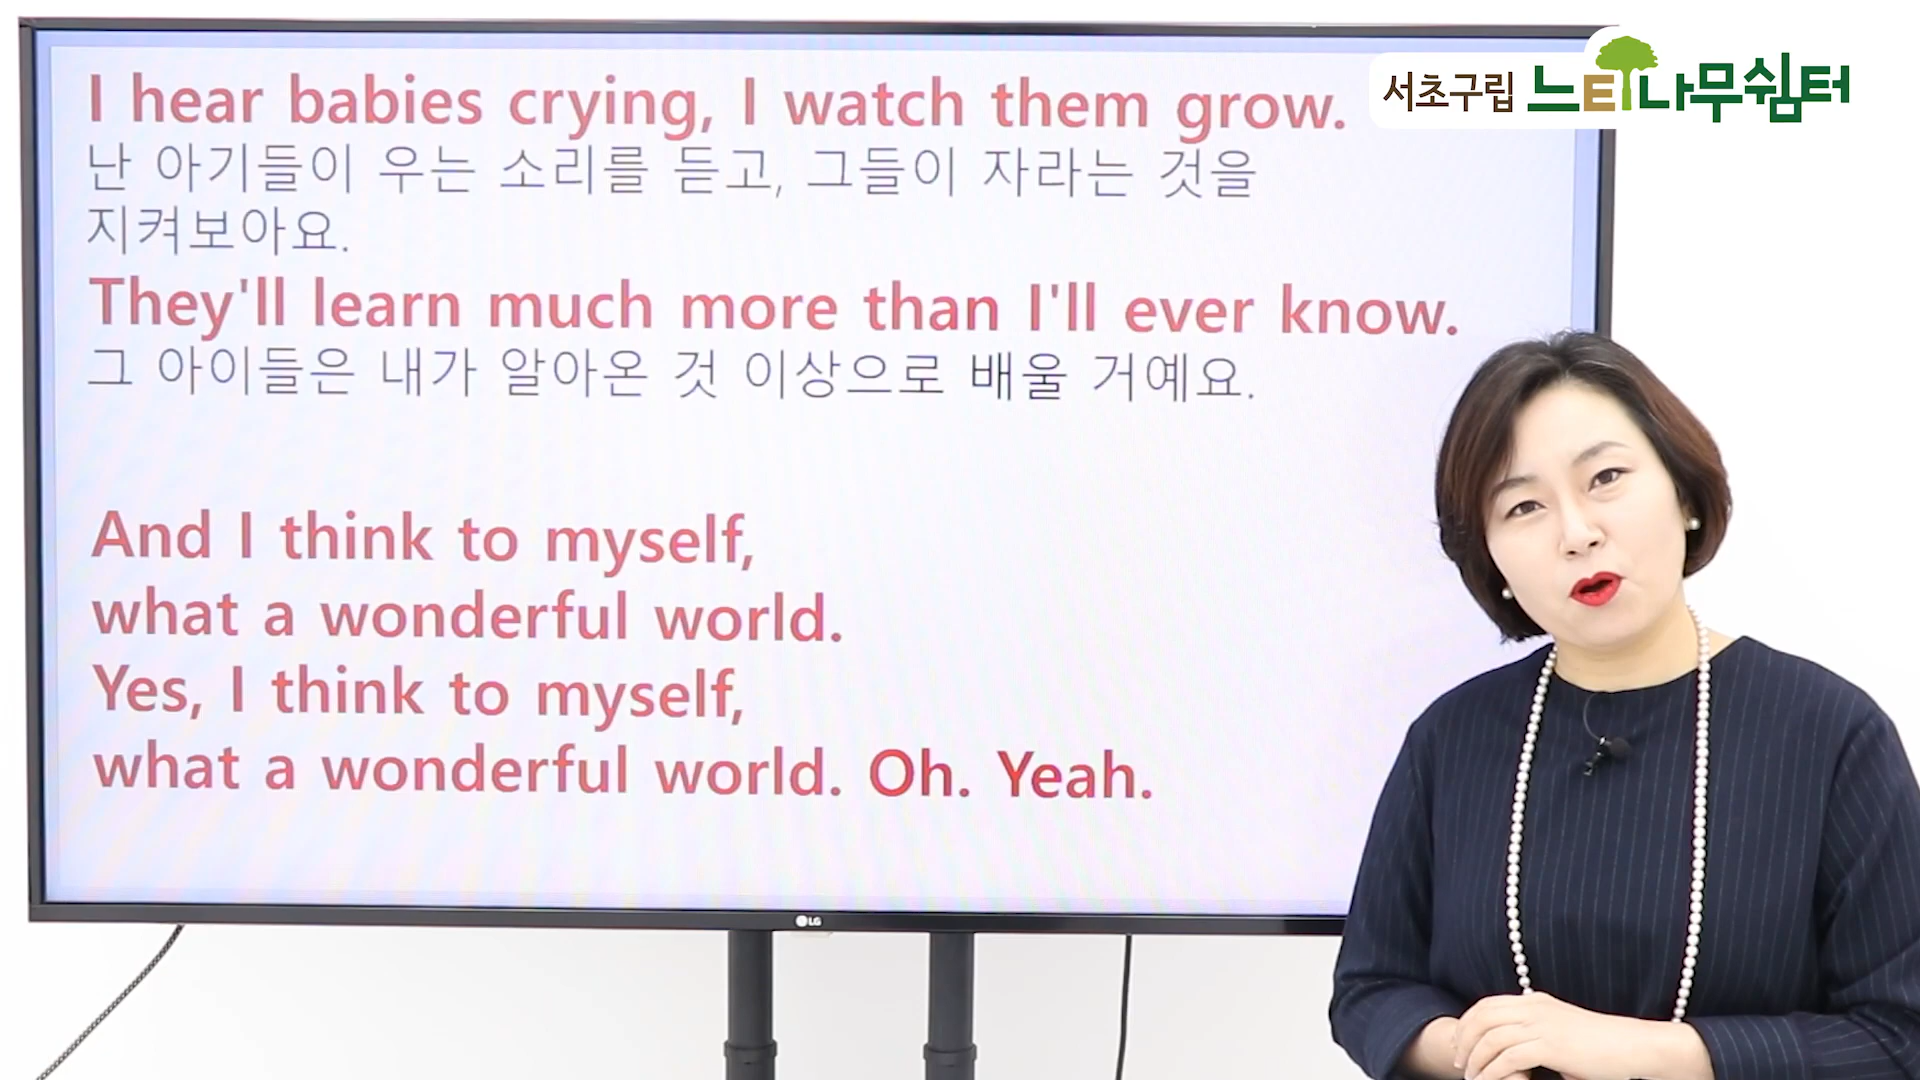 서초구립 느티나무쉼터
I hear babies crying, I watch them grow.
난 아기들이 우는 소리를 듣고, 그들이 자라는 것을
지켜보아요.
They'll learn much more than I'll ever know.
그 아이들은 내가 알아온 것 이상으로 배울 거예요.
And I think to myself,
what a wonderful world.
Yes, I think to myself,
what a wonderful world. Oh. Yeah.
LG